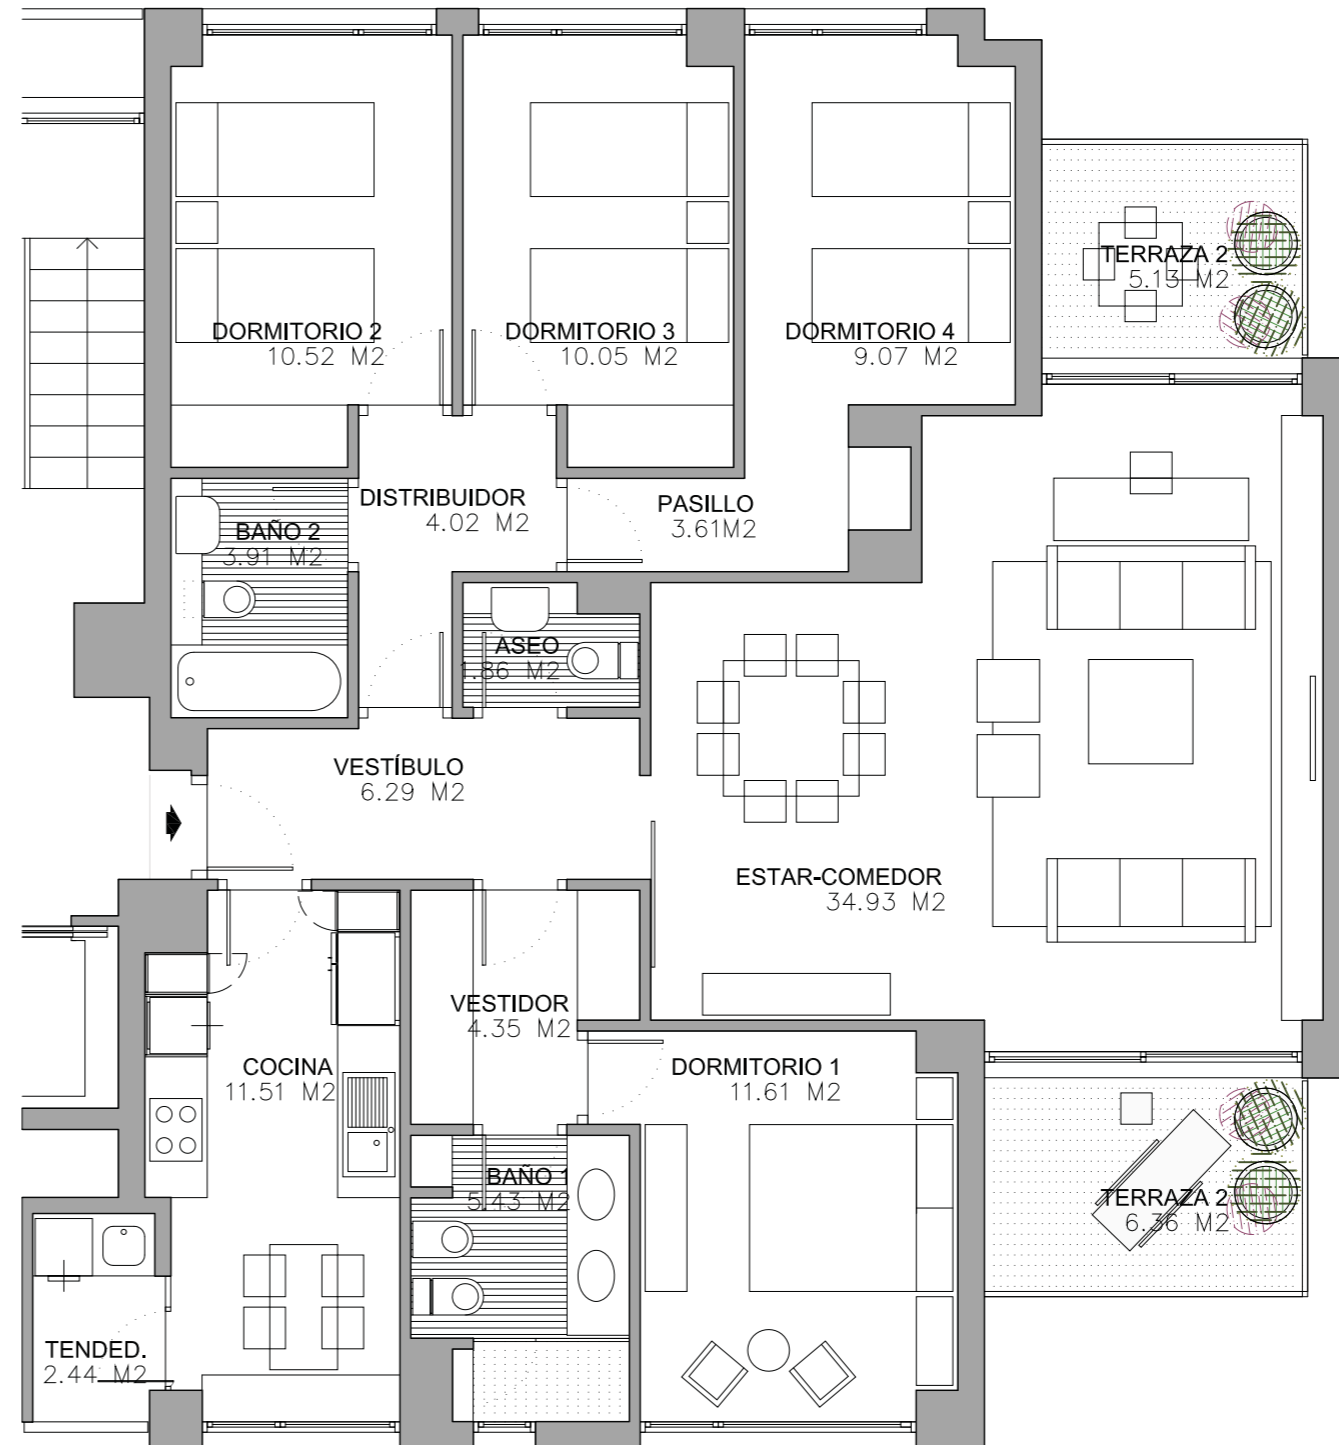 TERRAZA 2
5.13 M2
DORMITORIO 2
10.52 M2
DORMITORIO 3
10.05 M2
DORMITORIO 4
9.07 M2
DISTRIBUIDOR
4.02 M2
PASILLO
3.61M2
BAÑO 2
3.91 M2
ASEO
1.86 M2
VESTÍBULO
6.29 M2
ESTAR-COMEDOR
34.93 M2
VESTIDOR
4.35 M2
COCINA
11.51 M2
DORMITORIO 1
11.61 M2
BAÑO 1
5.43 M2
TERRAZA 2
6.36 M2
TENDED.
2.44 M2